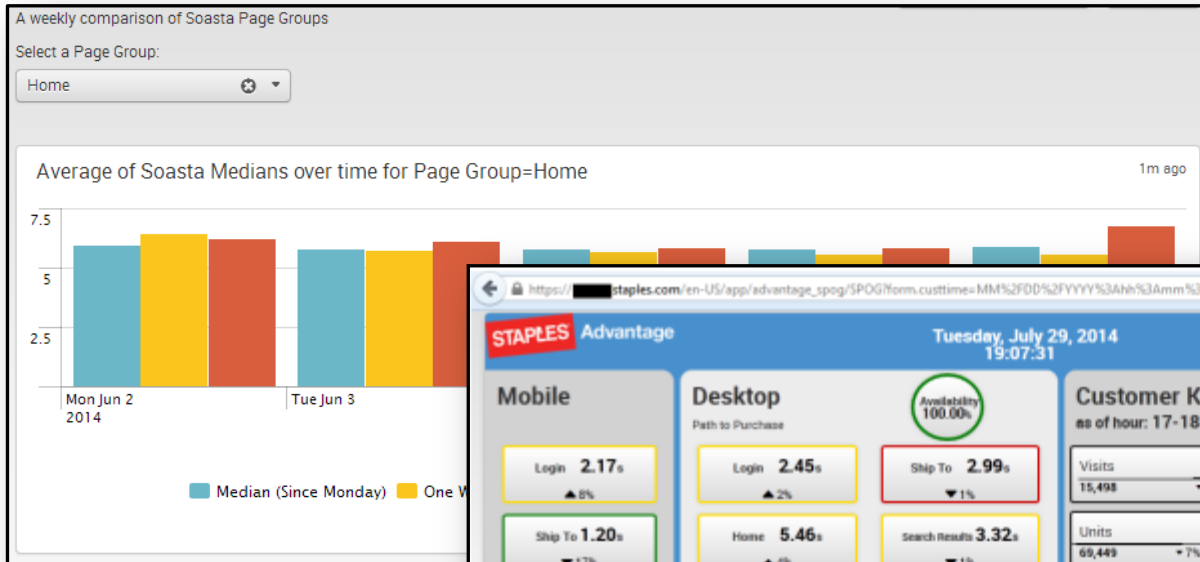 A weekly comparison of Soasta Page Groups
Select a Page Group:
Home
Average of Soasta Medians over time for Page Group=Home
1m ago
7.5
5
2.5
Mon Jun 2
2014
Tue Jun 3
Median (Since Monday)
One W
https://
staples.com/en-US/app/advantage_spog/SPOG?form.custtime=MM%2FDD%2FYYYY%3Ahh%3Amm%3
STAPLES Advantage
Tuesday, July 29, 2014
19:07:31
Mobile
Login 2.17s
▲8%
Ship To 1.20s
▼17%
Desktop
Path to Purchase
Availability
100.00%
Login 2.45s
▲2%
Ship To 2.99s
▼1%
Home 5.46s
Search Results 3.32s
Customer K
as of hour: 17-18
Visits
15,498
Units
69,449
▼7%